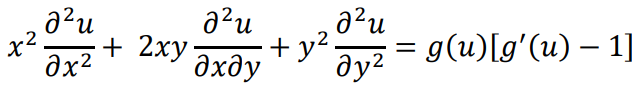 x² ∂²u/∂x² + 2xy ∂²u/∂x∂y + y² ∂²u/∂y² = g(u)[g′(u) − 1]